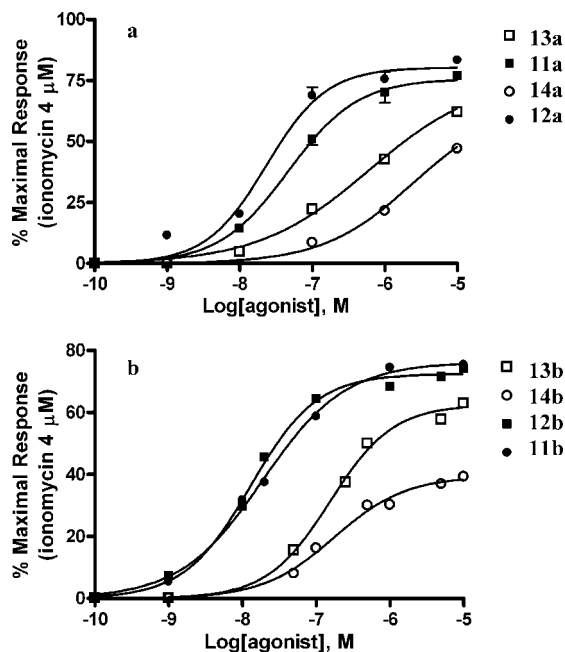 a
% Maximal Response
(ionomycin 4 µM)
100
75
50
25
0
-10 -9 -8 -7 -6 -5
Log[agonist], M
13a
11a
14a
12a
b
% Maximal Response
(ionomycin 4 µM)
80
60
40
20
0
-10 -9 -8 -7 -6 -5
Log[agonist], M
13b
14b
12b
11b